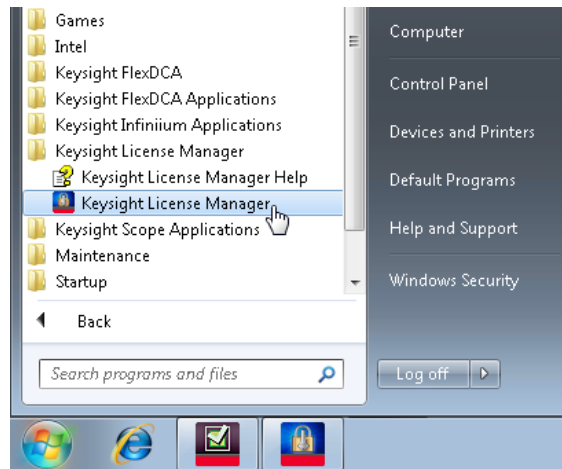 Games
Intel
Keysight FlexDCA
Keysight FlexDCA Applications
Keysight Infiniium Applications
Keysight License Manager
Keysight License Manager Help
Keysight License Manager
Keysight Scope Applications
Maintenance
Startup
Back
Search programs and files
Computer
Control Panel
Devices and Printers
Default Programs
Help and Support
Windows Security
Log off